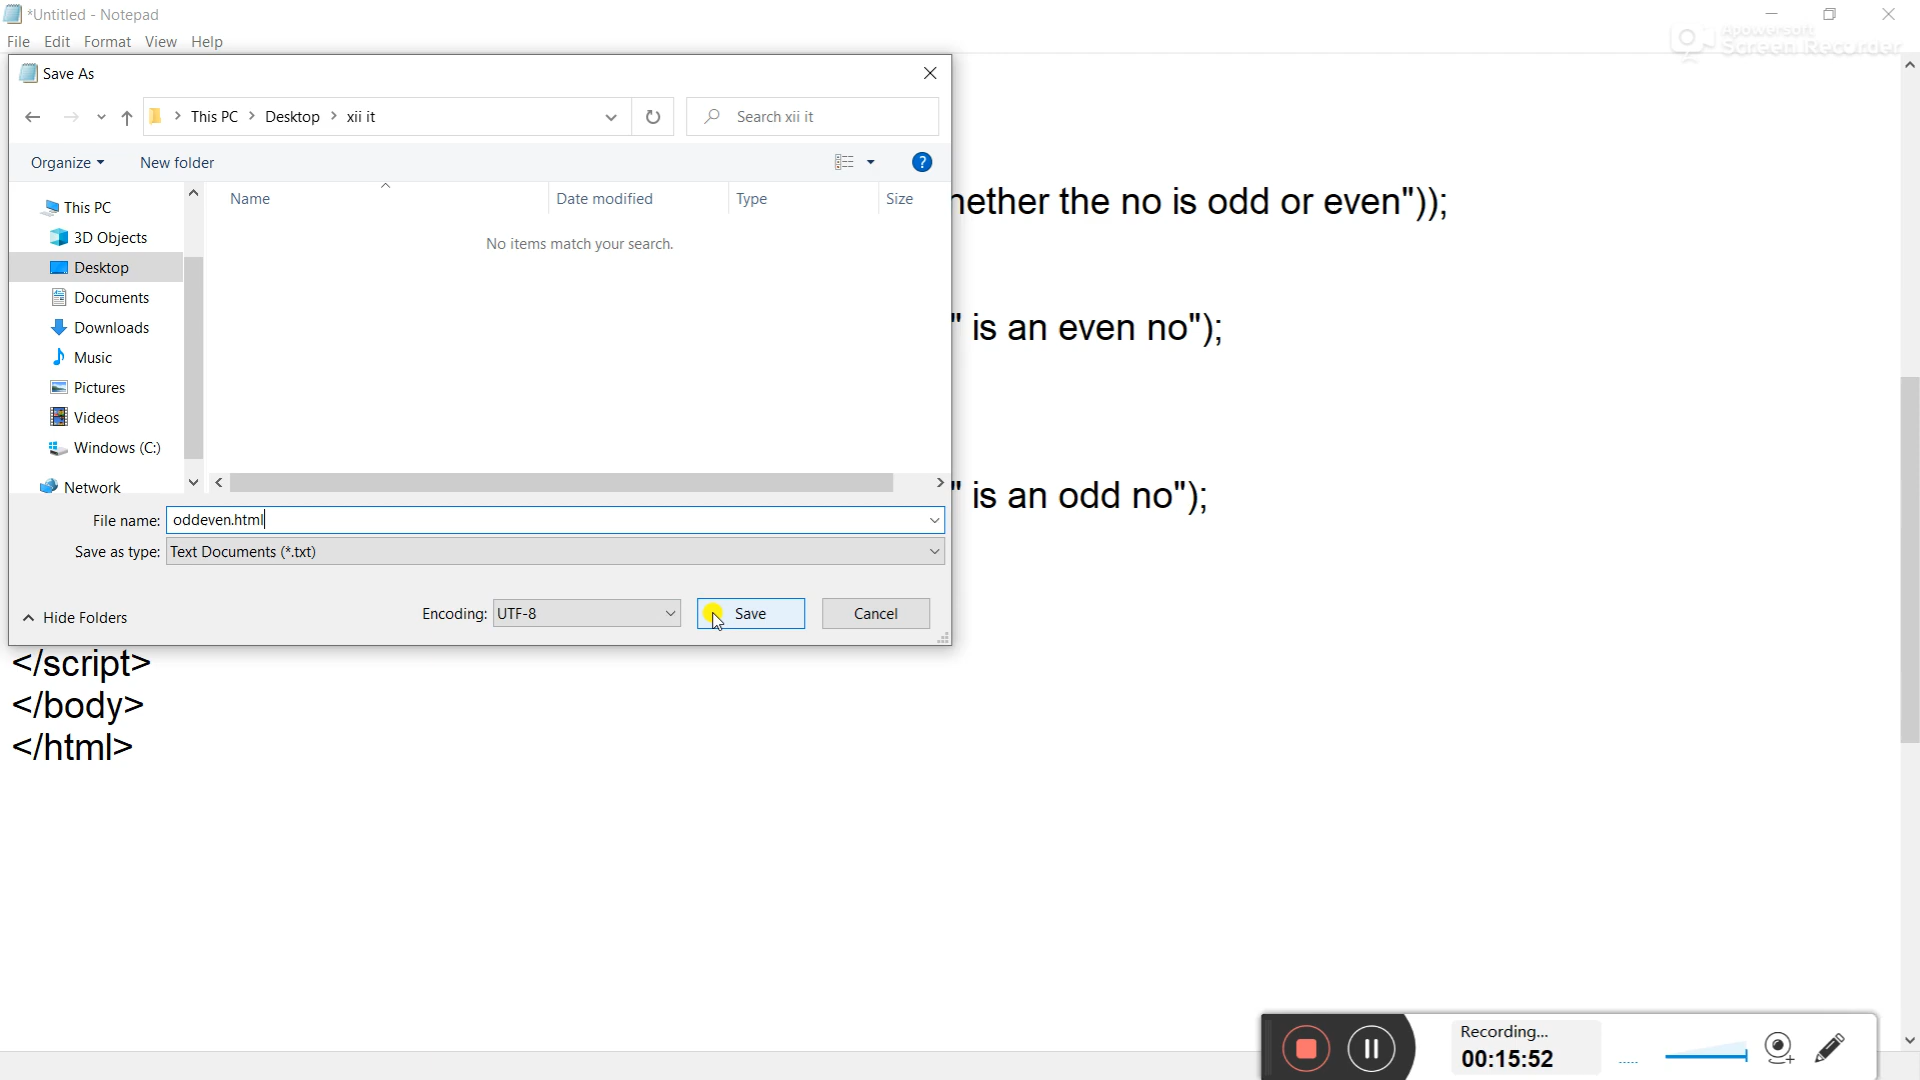 *Untitled - Notepad
File Edit Format View Help
Apowersoft
Screen Recorder
Save As
This PC > Desktop > xii it
Search xii it
Organize New folder
?
Name Date modified Type Size
No items match your search.
This PC
3D Objects
Desktop
Documents
Downloads
Music
Pictures
Videos
Windows (C:)
Network
File name: oddeven.html
Save as type: Text Documents (*.txt)
Hide Folders Encoding: UTF-8 Save Cancel
hether the no is odd or even"));
" is an even no");
" is an odd no");
</script>
</body>
</html>
Recording...
00:15:52